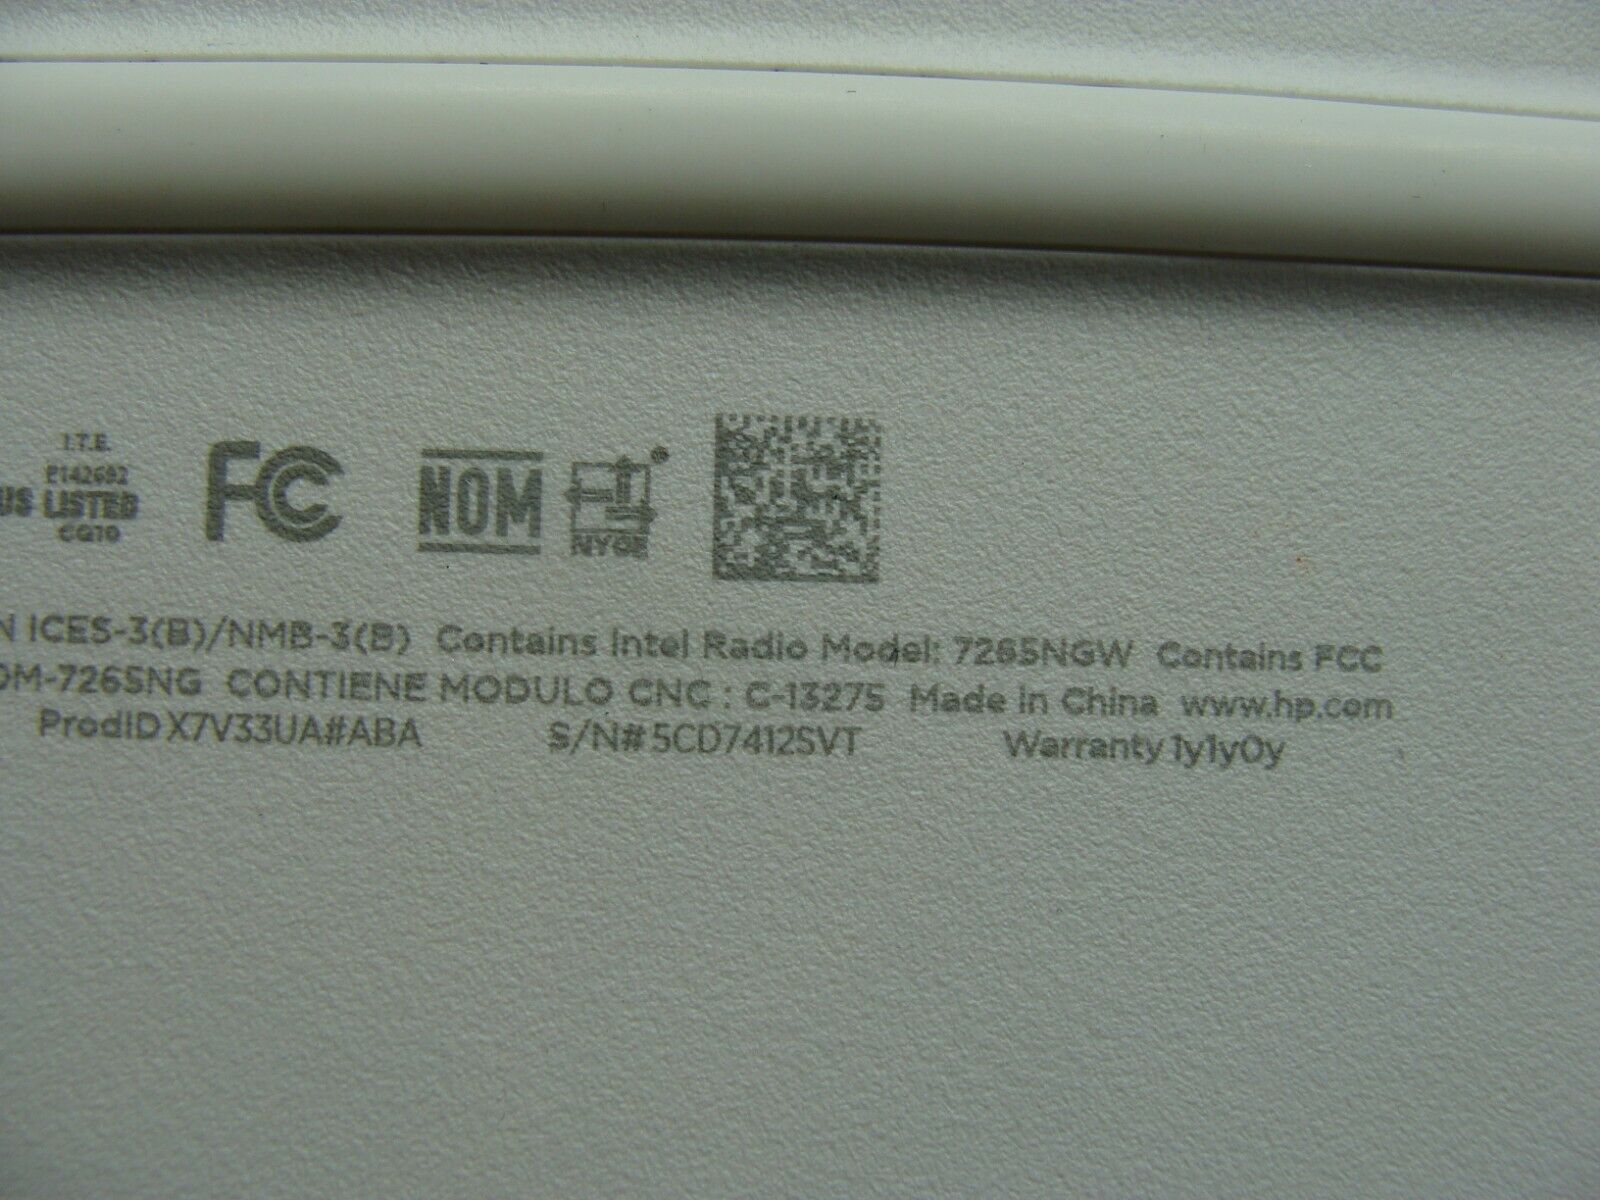 I.T.E.
E142692
US LISTED
FC
NOM
NYCE
N ICES-3(B)/NMB-3(B) Contains Intel Radio Model: 7265NGW Contains FCC
OM-7265NG CONTIENE MODULO CNC : C-13275 Made in China www.hp.com
ProdID X7V33UA#ABA S/N# 5CD7412SVT Warranty 1y1y0y